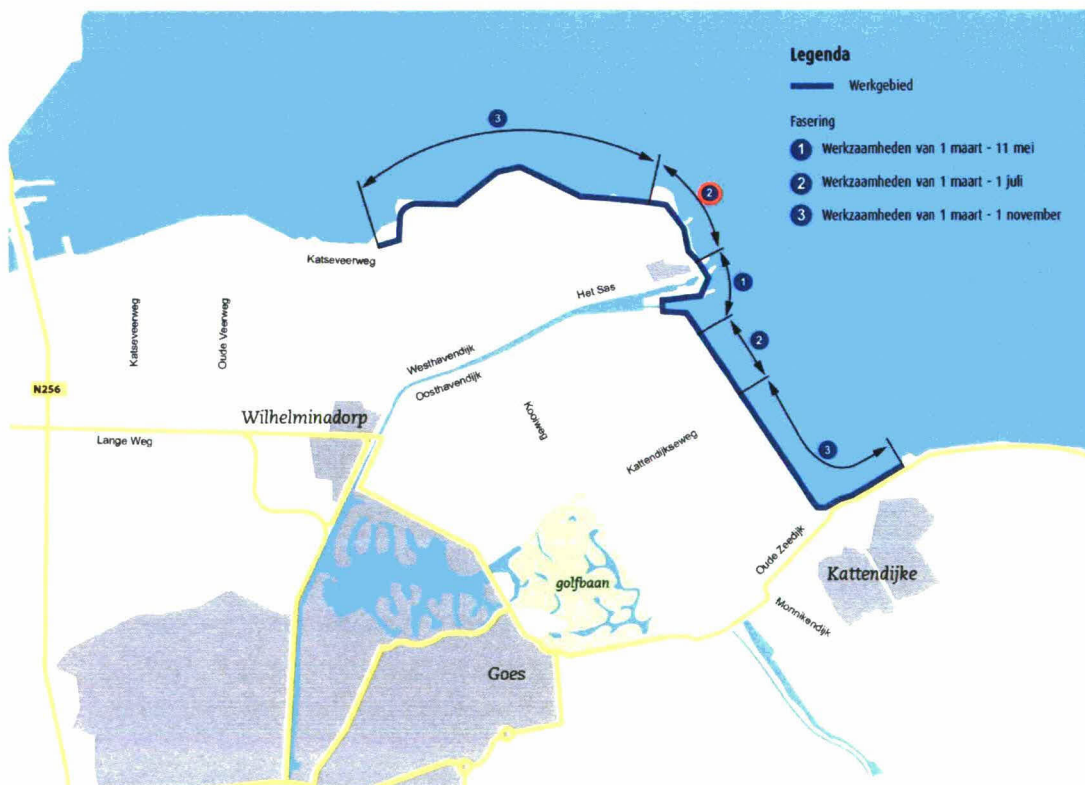 Legenda
Werkgebied
Fasering
1 Werkzaamheden van 1 maart - 11 mei
2 Werkzaamheden van 1 maart - 1 juli
3 Werkzaamheden van 1 maart - 1 november
3
2
1
2
3
Katseveerweg
Het Sas
Katseveerweg
Oude Veerweg
Westhavendijk
Oosthavendijk
N256
Wilhelminadorp
Lange Weg
Kooiweg
Kattendijkseweg
Oude Zeedijk
golfbaan
Kattendijke
Monnikendijk
Goes